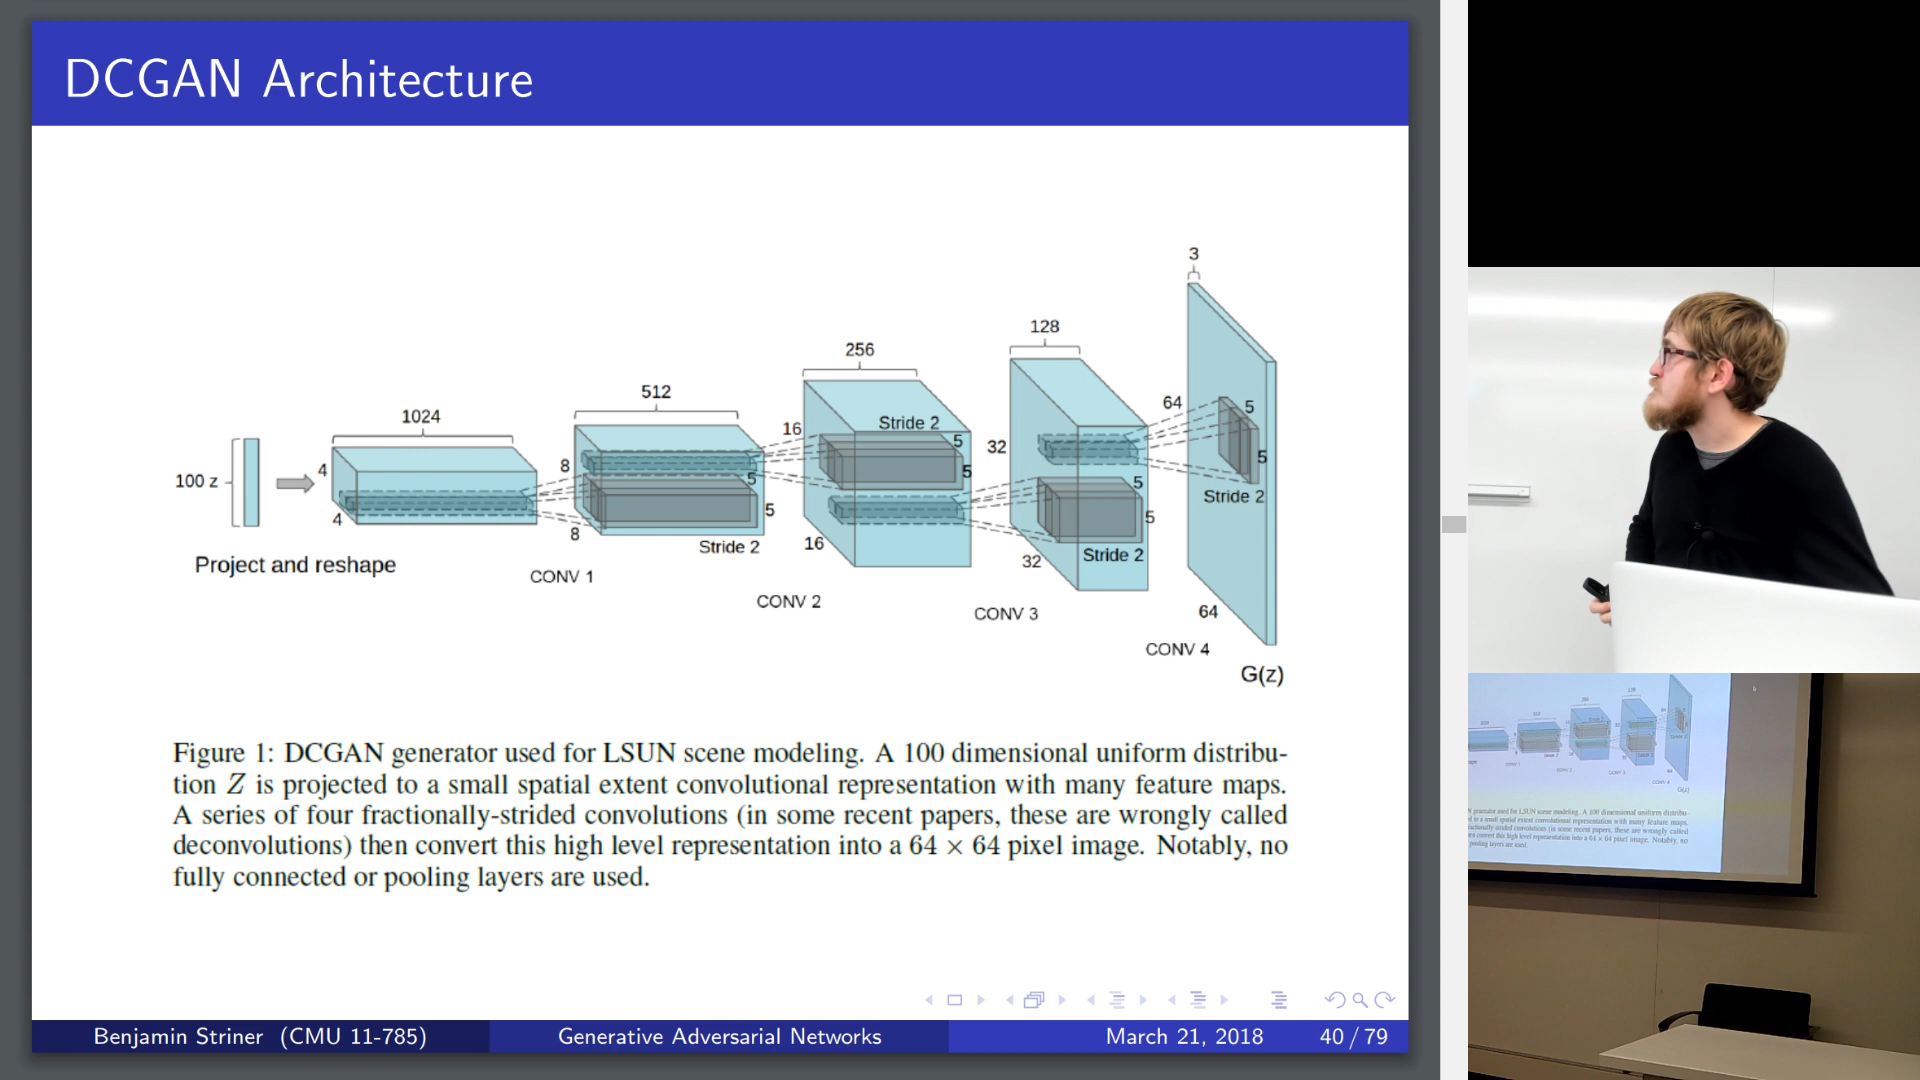 DCGAN Architecture
3
128
256
64
5
512
1024
16
Stride 2
5
32
5
4
8
5
5
5
100 z
Stride 2
4
5
5
8
Stride 2
16
32
Stride 2
64
Project and reshape
CONV 1
CONV 2
CONV 3
CONV 4
G(z)
Figure 1: DCGAN generator used for LSUN scene modeling. A 100 dimensional uniform distribu-
tion Z is projected to a small spatial extent convolutional representation with many feature maps.
A series of four fractionally-strided convolutions (in some recent papers, these are wrongly called
deconvolutions) then convert this high level representation into a 64 × 64 pixel image. Notably, no
fully connected or pooling layers are used.
Benjamin Striner (CMU 11-785)
Generative Adversarial Networks
March 21, 2018
40 / 79